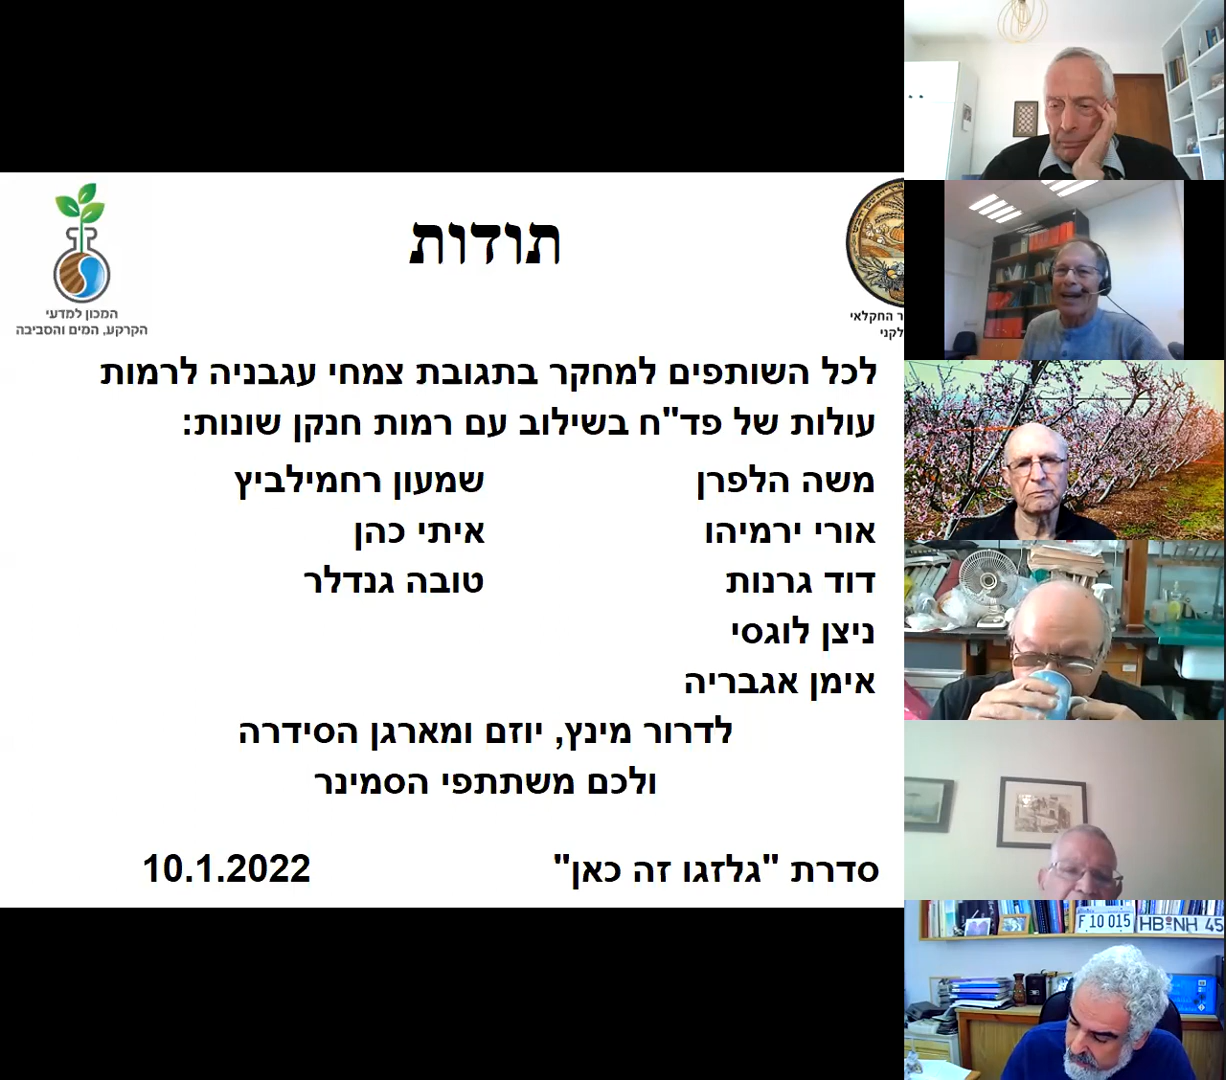 תודות
המכון למדעי
הקרקע, המים והסביבה
ר החקלאי
לקני
לכל השותפים למחקר בתגובת צמחי עגבניה לרמות
עולות של פד"ח בשילוב עם רמות חנקן שונות:
משה הלפרן שמעון רחמילביץ
אורי ירמיהו איתי כהן
דוד גרנות טובה גנדלר
ניצן לוגסי
אימן אגבריה
לדרור מינץ, יוזם ומארגן הסידרה
ולכם משתתפי הסמינר
סדרת "גלזגו זה כאן" 10.1.2022
F 10 015
HB NH 45